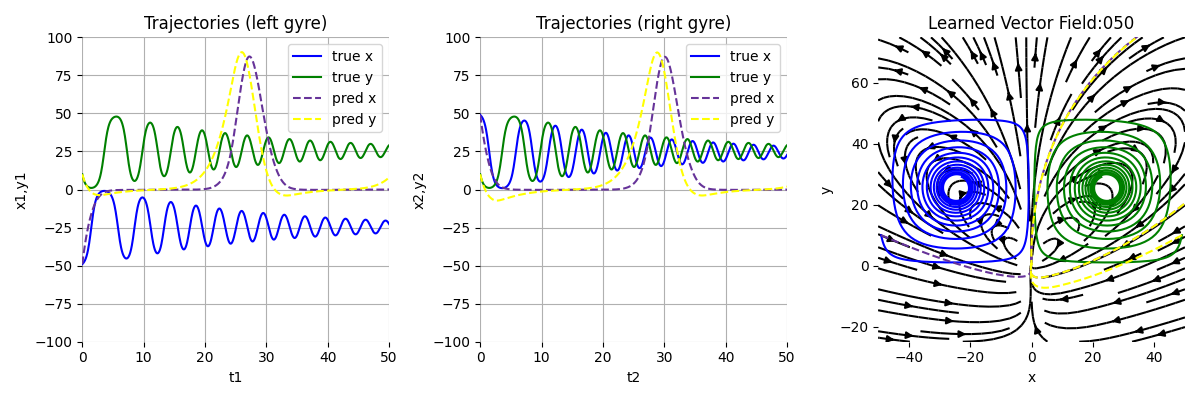 Trajectories (left gyre)
100
75
50
25
0
−25
−50
−75
−100
x1,y1
0
10
20
30
40
50
t1
true x
true y
pred x
pred y
Trajectories (right gyre)
100
75
50
25
0
−25
−50
−75
−100
x2,y2
0
10
20
30
40
50
t2
true x
true y
pred x
pred y
Learned Vector Field:050
60
40
20
0
−20
y
−40
−20
0
20
40
x